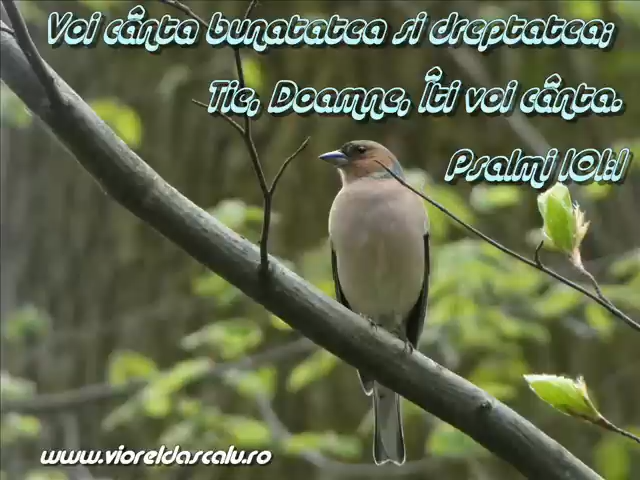 Voi cânta bunatatea si dreptatea;
Tie, Doamne, Îti voi cânta.
Psalmi 101:1
www.vioreldascalu.ro